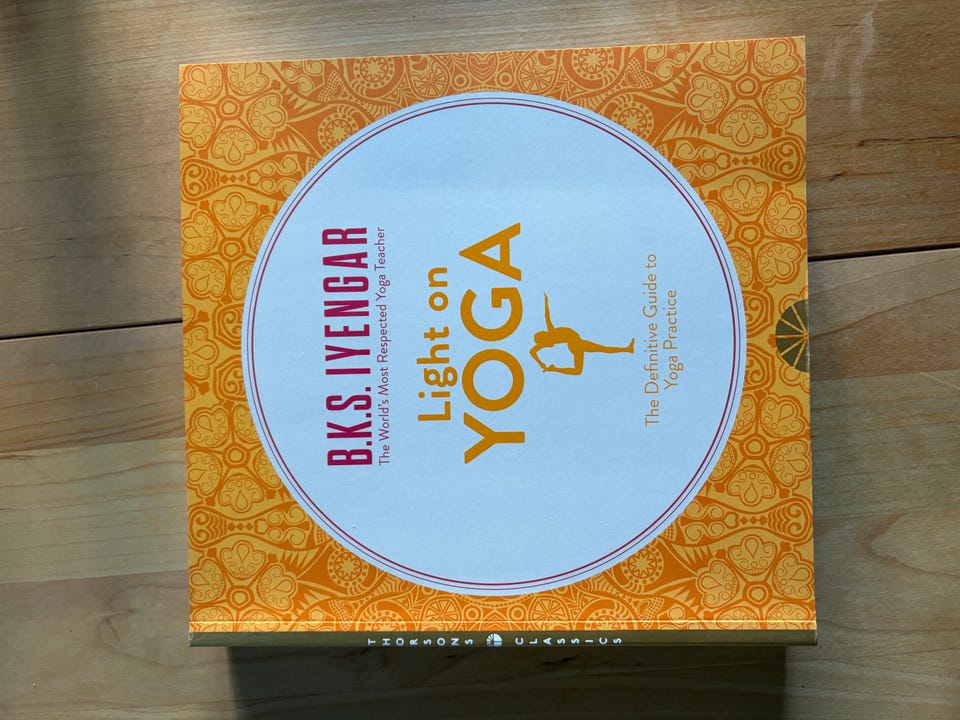 B.K.S. IYENGAR
The World's Most Respected Yoga Teacher
Light on
YOGA
The Definitive Guide to
Yoga Practice
THORSONS CLASSICS